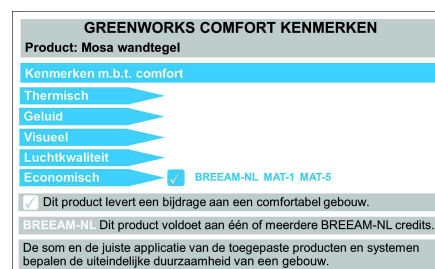 GREENWORKS COMFORT KENMERKEN
Product: Mosa wandtegel
Kenmerken m.b.t. comfort
Thermisch
Geluid
Visueel
Luchtkwaliteit
Economisch BREEAM-NL MAT-1 MAT-5
Dit product levert een bijdrage aan een comfortabel gebouw.
BREEAM-NL Dit product voldoet aan één of meerdere BREEAM-NL credits.
De som en de juiste applicatie van de toegepaste producten en systemen
bepalen de uiteindelijke duurzaamheid van een gebouw.